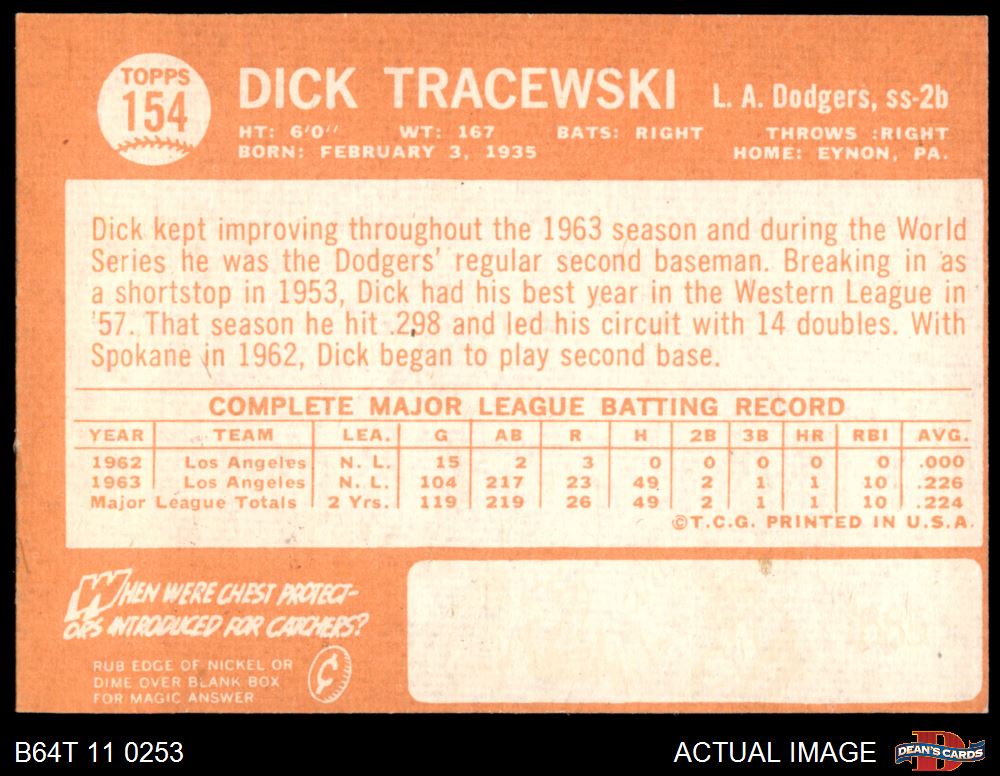 TOPPS
154
DICK TRACEWSKI L. A. Dodgers, ss-2b
HT: 6'0" WT: 167 BATS: RIGHT THROWS :RIGHT
BORN: FEBRUARY 3, 1935 HOME: EYNON, PA.
Dick kept improving throughout the 1963 season and during the World
Series he was the Dodgers' regular second baseman. Breaking in as
a shortstop in 1953, Dick had his best year in the Western League in
'57. That season he hit .298 and led his circuit with 14 doubles. With
Spokane in 1962, Dick began to play second base.
COMPLETE MAJOR LEAGUE BATTING RECORD
YEAR TEAM LEA. G AB R H 2B 3B HR RBI AVG.
1962 Los Angeles N. L. 15 2 3 0 0 0 0 0 .000
1963 Los Angeles N. L. 104 217 23 49 2 1 1 10 .226
Major League Totals 2 Yrs. 119 219 26 49 2 1 1 10 .224
©T.C.G. PRINTED IN U.S.A.
WHEN WERE CHEST PROTECT-
ORS INTRODUCED FOR CATCHERS?
RUB EDGE OF NICKEL OR
DIME OVER BLANK BOX
FOR MAGIC ANSWER
¢
B64T 11 0253 ACTUAL IMAGE D DEAN'S CARDS